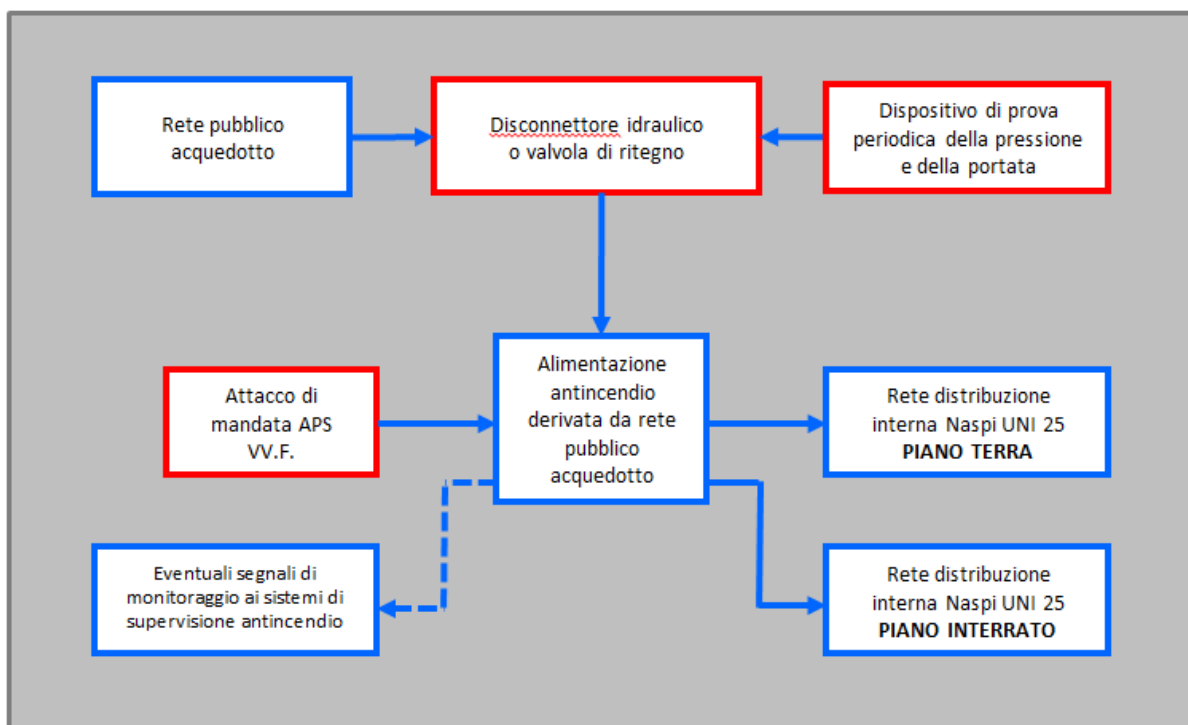 Rete pubblico
acquedotto
Disconnettore idraulico
o valvola di ritegno
Dispositivo di prova
periodica della pressione
e della portata
Attacco di
mandata APS
VV.F.
Alimentazione
antincendio
derivata da rete
pubblico
acquedotto
Rete distribuzione
interna Naspi UNI 25
PIANO TERRA
Eventuali segnali di
monitoraggio ai sistemi di
supervisione antincendio
Rete distribuzione
interna Naspi UNI 25
PIANO INTERRATO